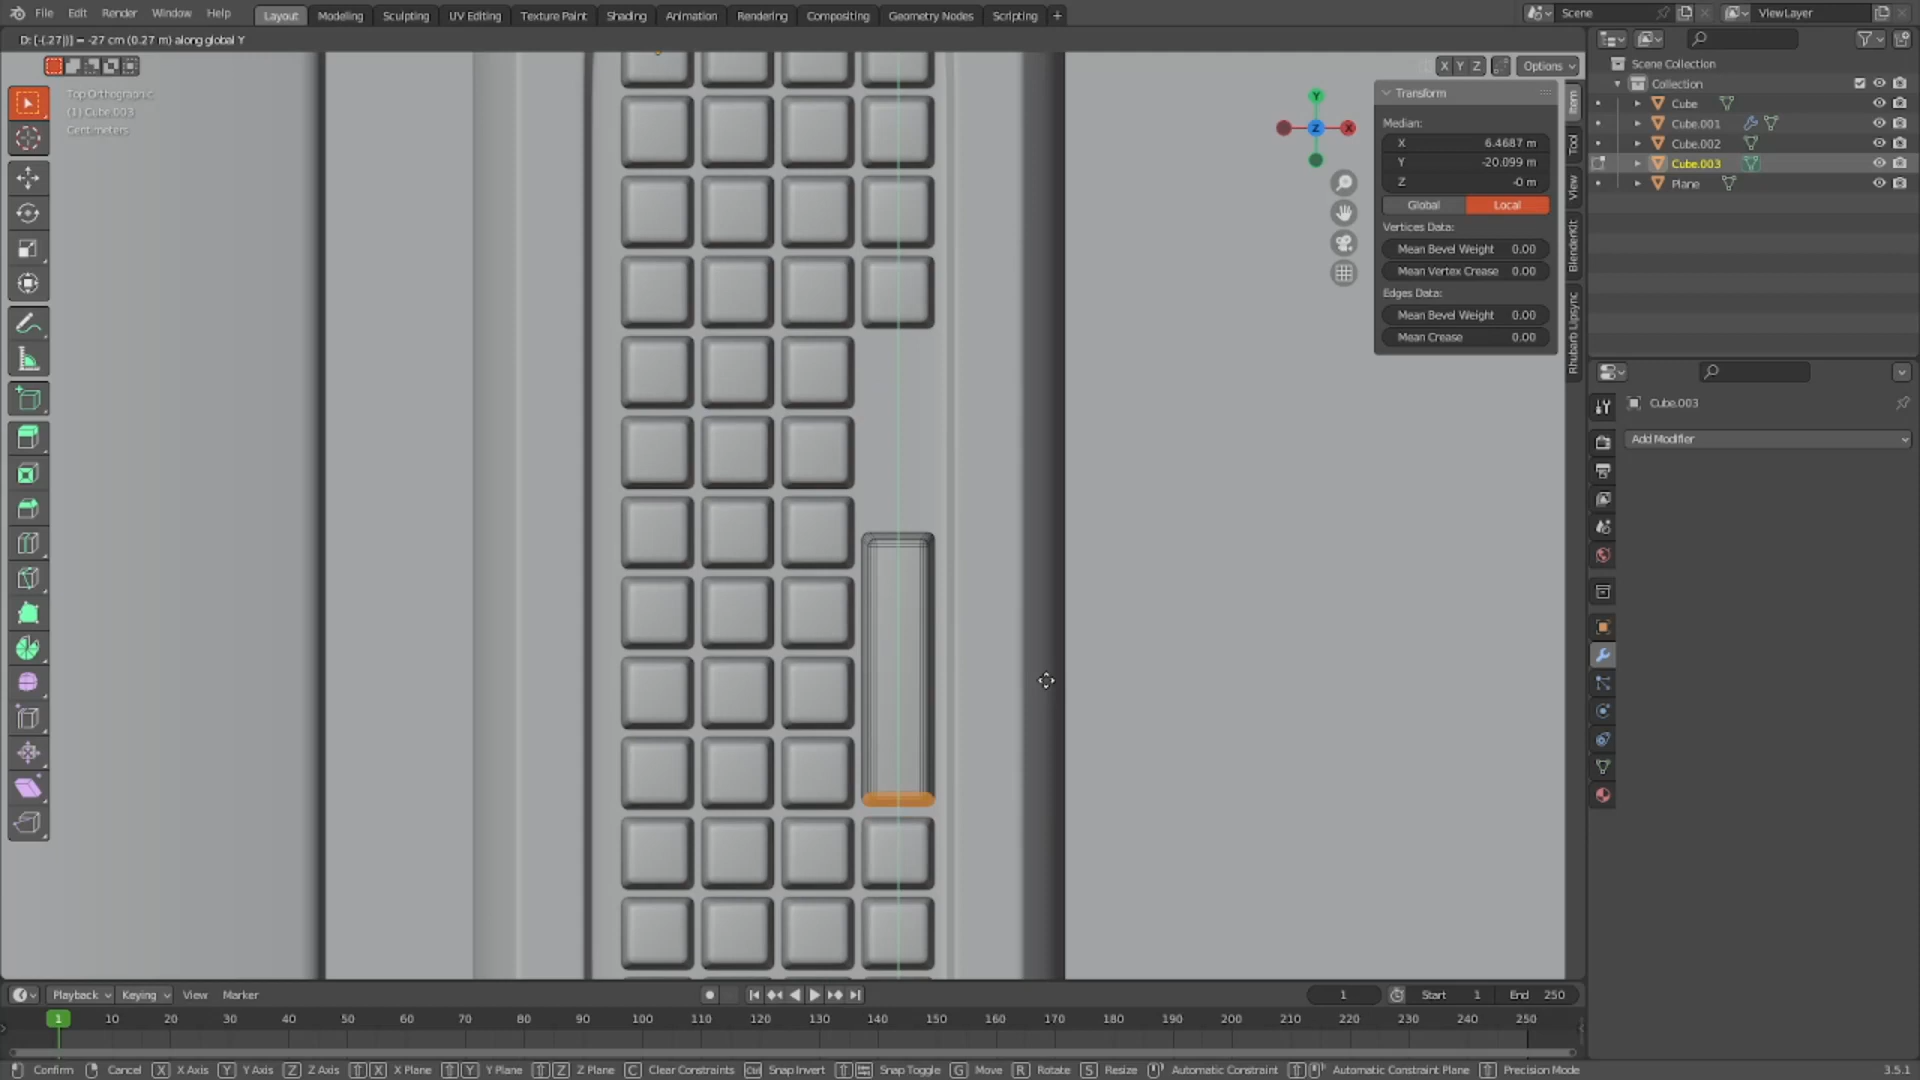 File Edit Render Window Help Layout Modeling Sculpting UV Editing Texture Paint Shading Animation Rendering Compositing Geometry Nodes Scripting + Scene ViewLayer
D: [-(.27|)] = -27 cm (0.27 m) along global Y
X Y Z Options
Top Orthographic
(1) Cube.003
Centimeters
Y
Z
X
Transform
Median:
X 6.4687 m
Y -20.099 m
Z -0 m
Global Local
Vertices Data:
Mean Bevel Weight 0.00
Mean Vertex Crease 0.00
Edges Data:
Mean Bevel Weight 0.00
Mean Crease 0.00
Item
Tool
View
BlenderKit
Rhubarb Lipsync
Scene Collection
Collection
Cube
Cube.001
Cube.002
Cube.003
Plane
Cube.003
Add Modifier
Playback Keying View Marker 1 Start 1 End 250
1 10 20 30 40 50 60 70 80 90 100 110 120 130 140 150 160 170 180 190 200 210 220 230 240 250
Confirm Cancel X X Axis Y Y Axis Z Z Axis X X Plane Y Y Plane Z Z Plane C Clear Constraints Ctrl Snap Invert Snap Toggle G Move R Rotate S Resize Automatic Constraint Automatic Constraint Plane Precision Mode 3.5.1